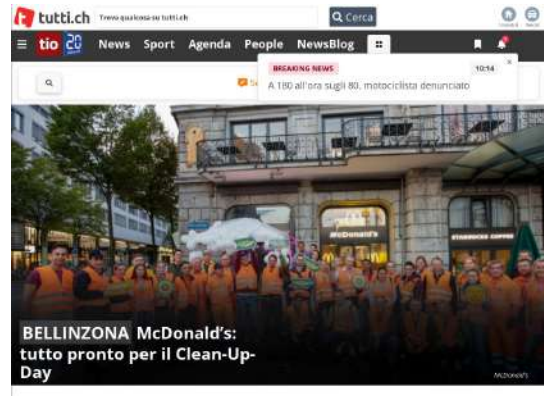 tutti.ch Trova qualcosa su tutti.ch Cerca
tio 20 News Sport Agenda People NewsBlog
BREAKING NEWS 10:14
A 180 all'ora sugli 80, motociclista denunciato
McDonald's
STARBUCKS COFFEE
BELLINZONA McDonald's:
tutto pronto per il Clean-Up-
Day
McDonald's